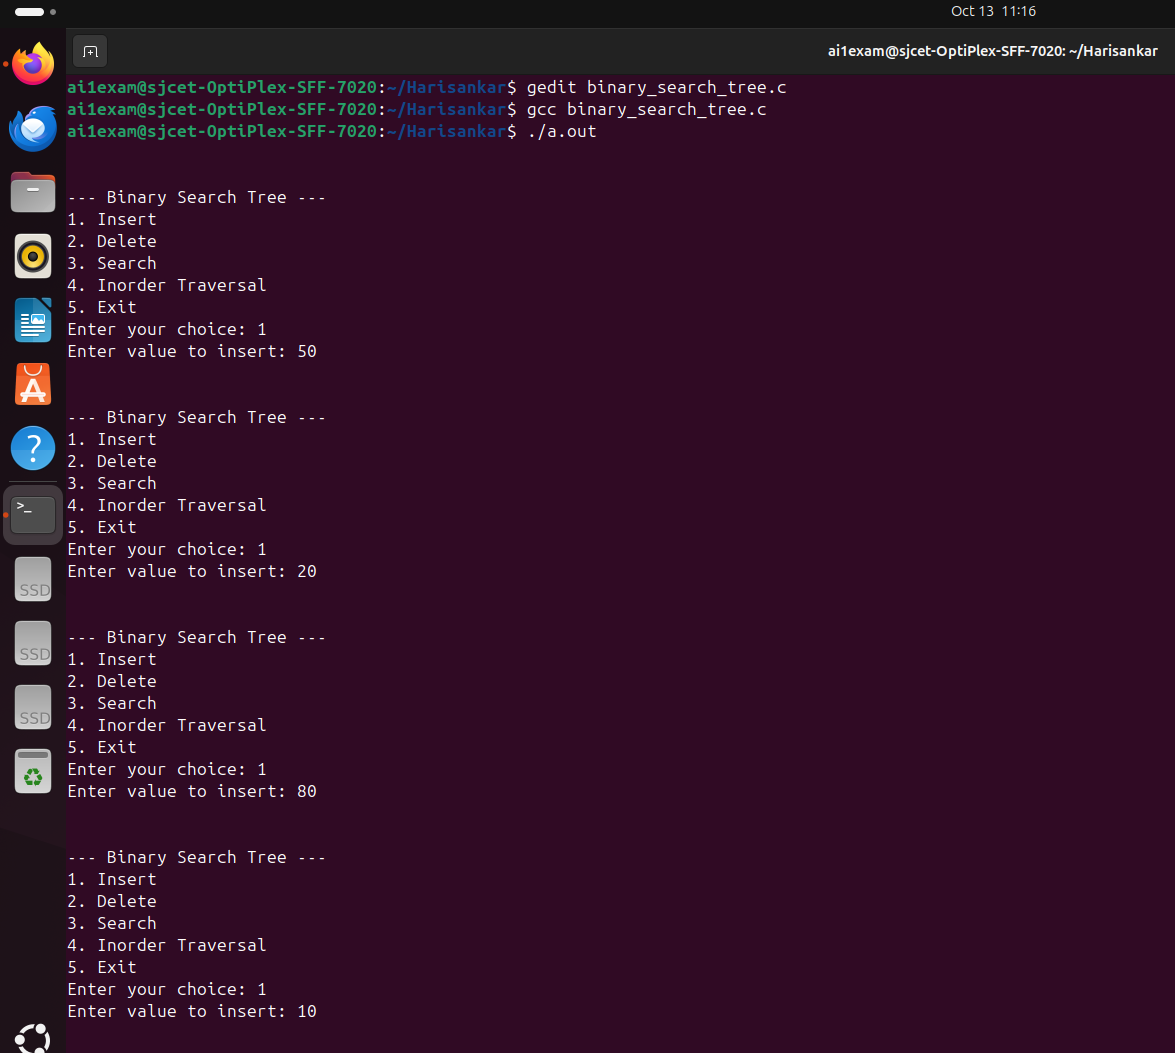 Oct 13 11:16
ai1exam@sjcet-OptiPlex-SFF-7020: ~/Harisankar
ai1exam@sjcet-OptiPlex-SFF-7020:~/Harisankar$ gedit binary_search_tree.c
ai1exam@sjcet-OptiPlex-SFF-7020:~/Harisankar$ gcc binary_search_tree.c
ai1exam@sjcet-OptiPlex-SFF-7020:~/Harisankar$ ./a.out
--- Binary Search Tree ---
1. Insert
2. Delete
3. Search
4. Inorder Traversal
5. Exit
Enter your choice: 1
Enter value to insert: 50
--- Binary Search Tree ---
1. Insert
2. Delete
3. Search
4. Inorder Traversal
5. Exit
Enter your choice: 1
Enter value to insert: 20
--- Binary Search Tree ---
1. Insert
2. Delete
3. Search
4. Inorder Traversal
5. Exit
Enter your choice: 1
Enter value to insert: 80
--- Binary Search Tree ---
1. Insert
2. Delete
3. Search
4. Inorder Traversal
5. Exit
Enter your choice: 1
Enter value to insert: 10
SSD
SSD
SSD